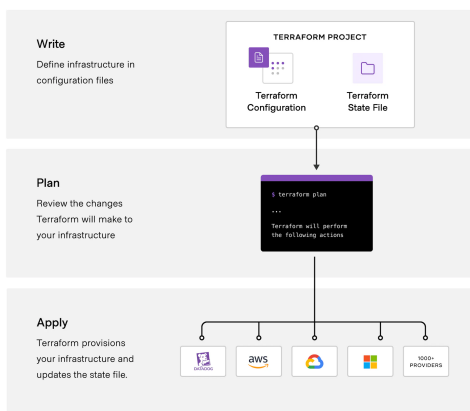 Write
Define infrastructure in
configuration files
TERRAFORM PROJECT
Terraform
Configuration
Terraform
State File
Plan
Review the changes
Terraform will make to
your infrastructure
$ terraform plan
...
Terraform will perform
the following actions
Apply
Terraform provisions
your infrastructure and
updates the state file.
DATADOG
aws
1000+
PROVIDERS